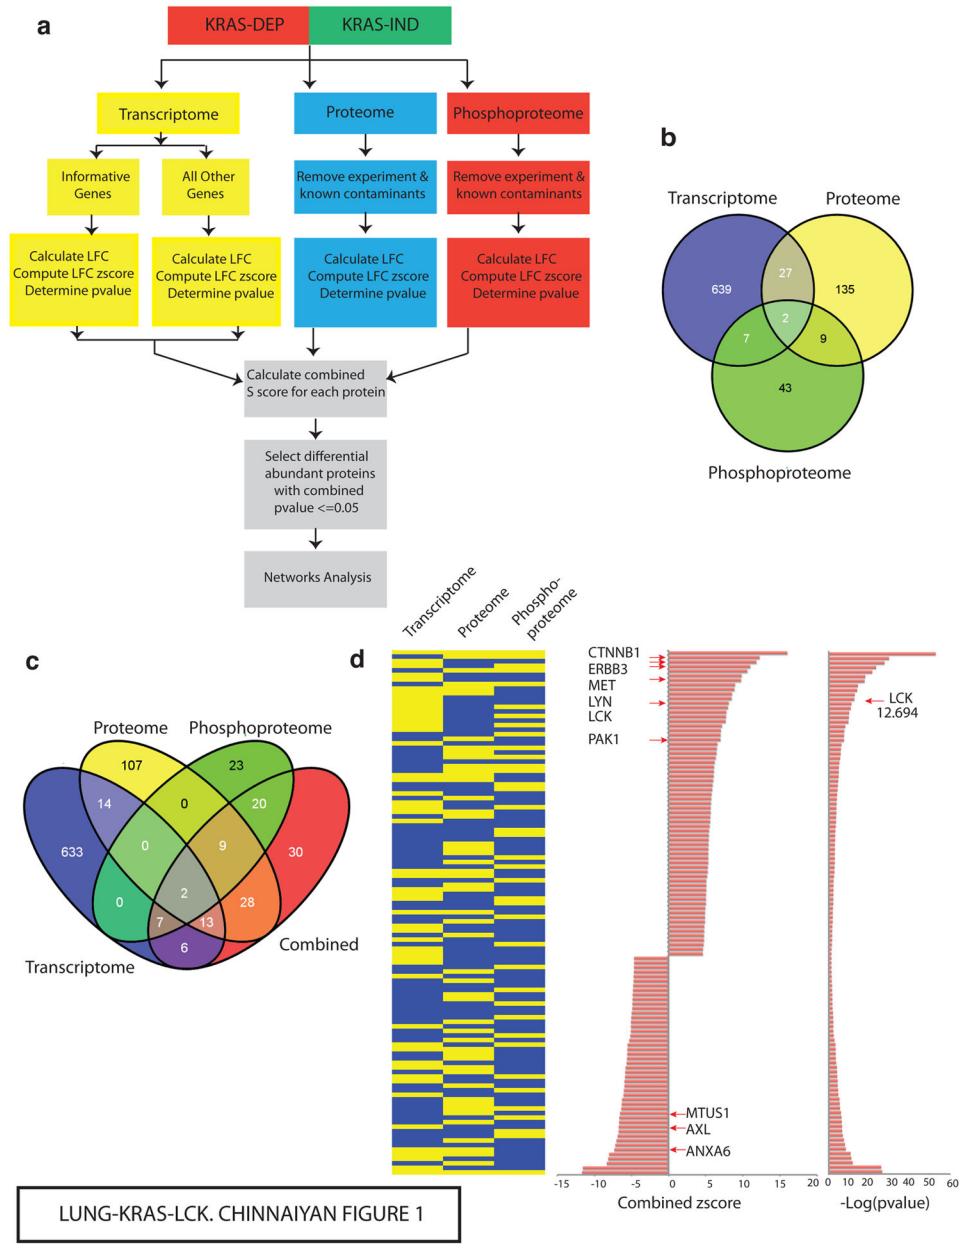 a
KRAS-DEP
KRAS-IND
Transcriptome
Proteome
Phosphoproteome
Informative
Genes
All Other
Genes
Remove experiment &
known contaminants
Remove experiment &
known contaminants
Calculate LFC
Compute LFC zscore
Determine pvalue
Calculate LFC
Compute LFC zscore
Determine pvalue
Calculate LFC
Compute LFC zscore
Determine pvalue
Calculate LFC
Compute LFC zscore
Determine pvalue
Calculate combined
S score for each protein
Select differential
abundant proteins
with combined
pvalue <=0.05
Networks Analysis
b
Transcriptome
Proteome
639
27
135
2
7
9
43
Phosphoproteome
c
Proteome
Phosphoproteome
107
23
14
0
20
633
0
9
30
0
2
28
7
13
6
Transcriptome
Combined
d
Transcriptome
Proteome
Phospho-
proteome
CTNNB1
ERBB3
MET
LYN
LCK
PAK1
MTUS1
AXL
ANXA6
-15
-10
-5
0
5
10
15
20
Combined zscore
LCK
12.694
0
10
20
30
40
50
60
-Log(pvalue)
LUNG-KRAS-LCK. CHINNAIYAN FIGURE 1